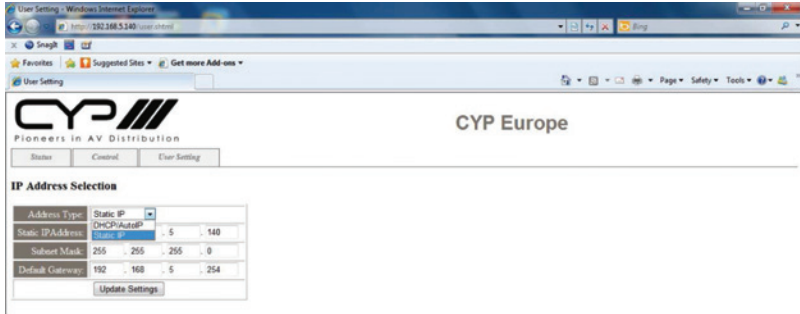 User Setting - Windows Internet Explorer
http://192.168.5.140/user.shtml
Bing
x SnagIt
Favorites Suggested Sites Get more Add-ons
User Setting
Page Safety Tools
CYP
Pioneers in AV Distribution
CYP Europe
Status Control User Setting
IP Address Selection
Address Type: Static IP
DHCP/AutoIP
Static IP
Static IPAddress: . 5 . 140
Subnet Mask: 255 . 255 . 255 . 0
Default Gateway: 192 . 168 . 5 . 254
Update Settings